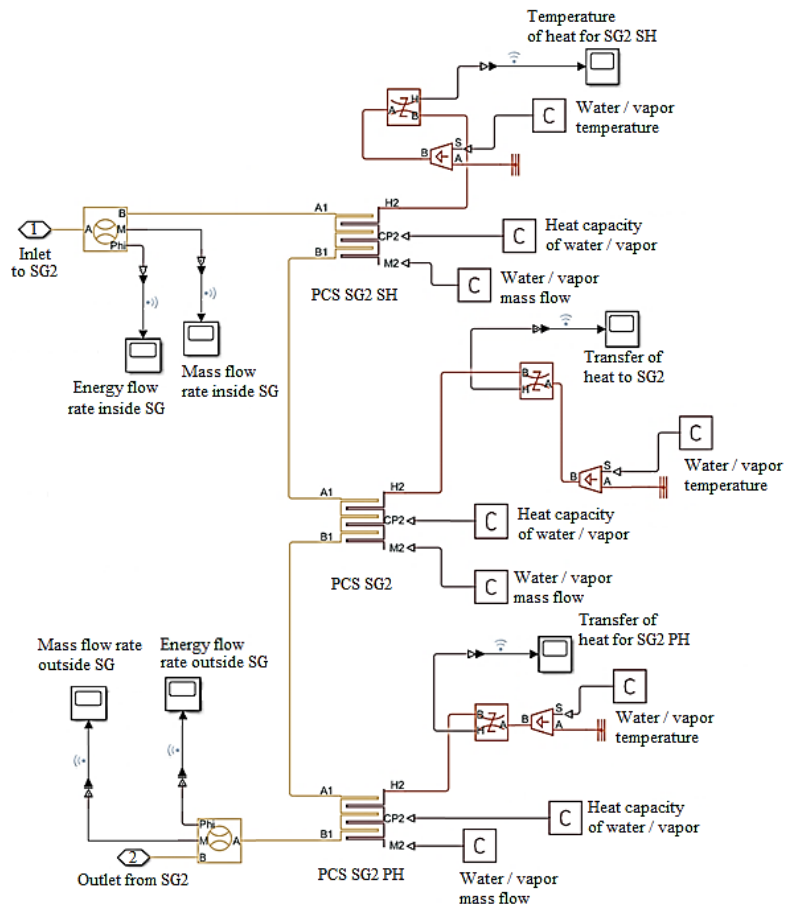 Temperature
of heat for SG2 SH
H
A
B
C
Water / vapor
temperature
S
B
A
H2
A1
B
A
M
Phi
1
Inlet
to SG2
CP2
C
Heat capacity
of water / vapor
B1
M2
C
Water / vapor
mass flow
PCS SG2 SH
Energy flow
rate inside SG
Mass flow
rate inside SG
Transfer of
heat to SG2
B
H
A
C
Water / vapor
temperature
S
B
A
H2
A1
CP2
C
Heat capacity
of water / vapor
B1
M2
C
Water / vapor
mass flow
PCS SG2
Transfer of
heat for SG2 PH
Mass flow rate
outside SG
Energy flow
rate outside SG
C
Water / vapor
temperature
B
H
A
B
S
A
H2
A1
CP2
C
Heat capacity
of water / vapor
Phi
M
A
B
B1
M2
C
Water / vapor
mass flow
2
Outlet from SG2
PCS SG2 PH